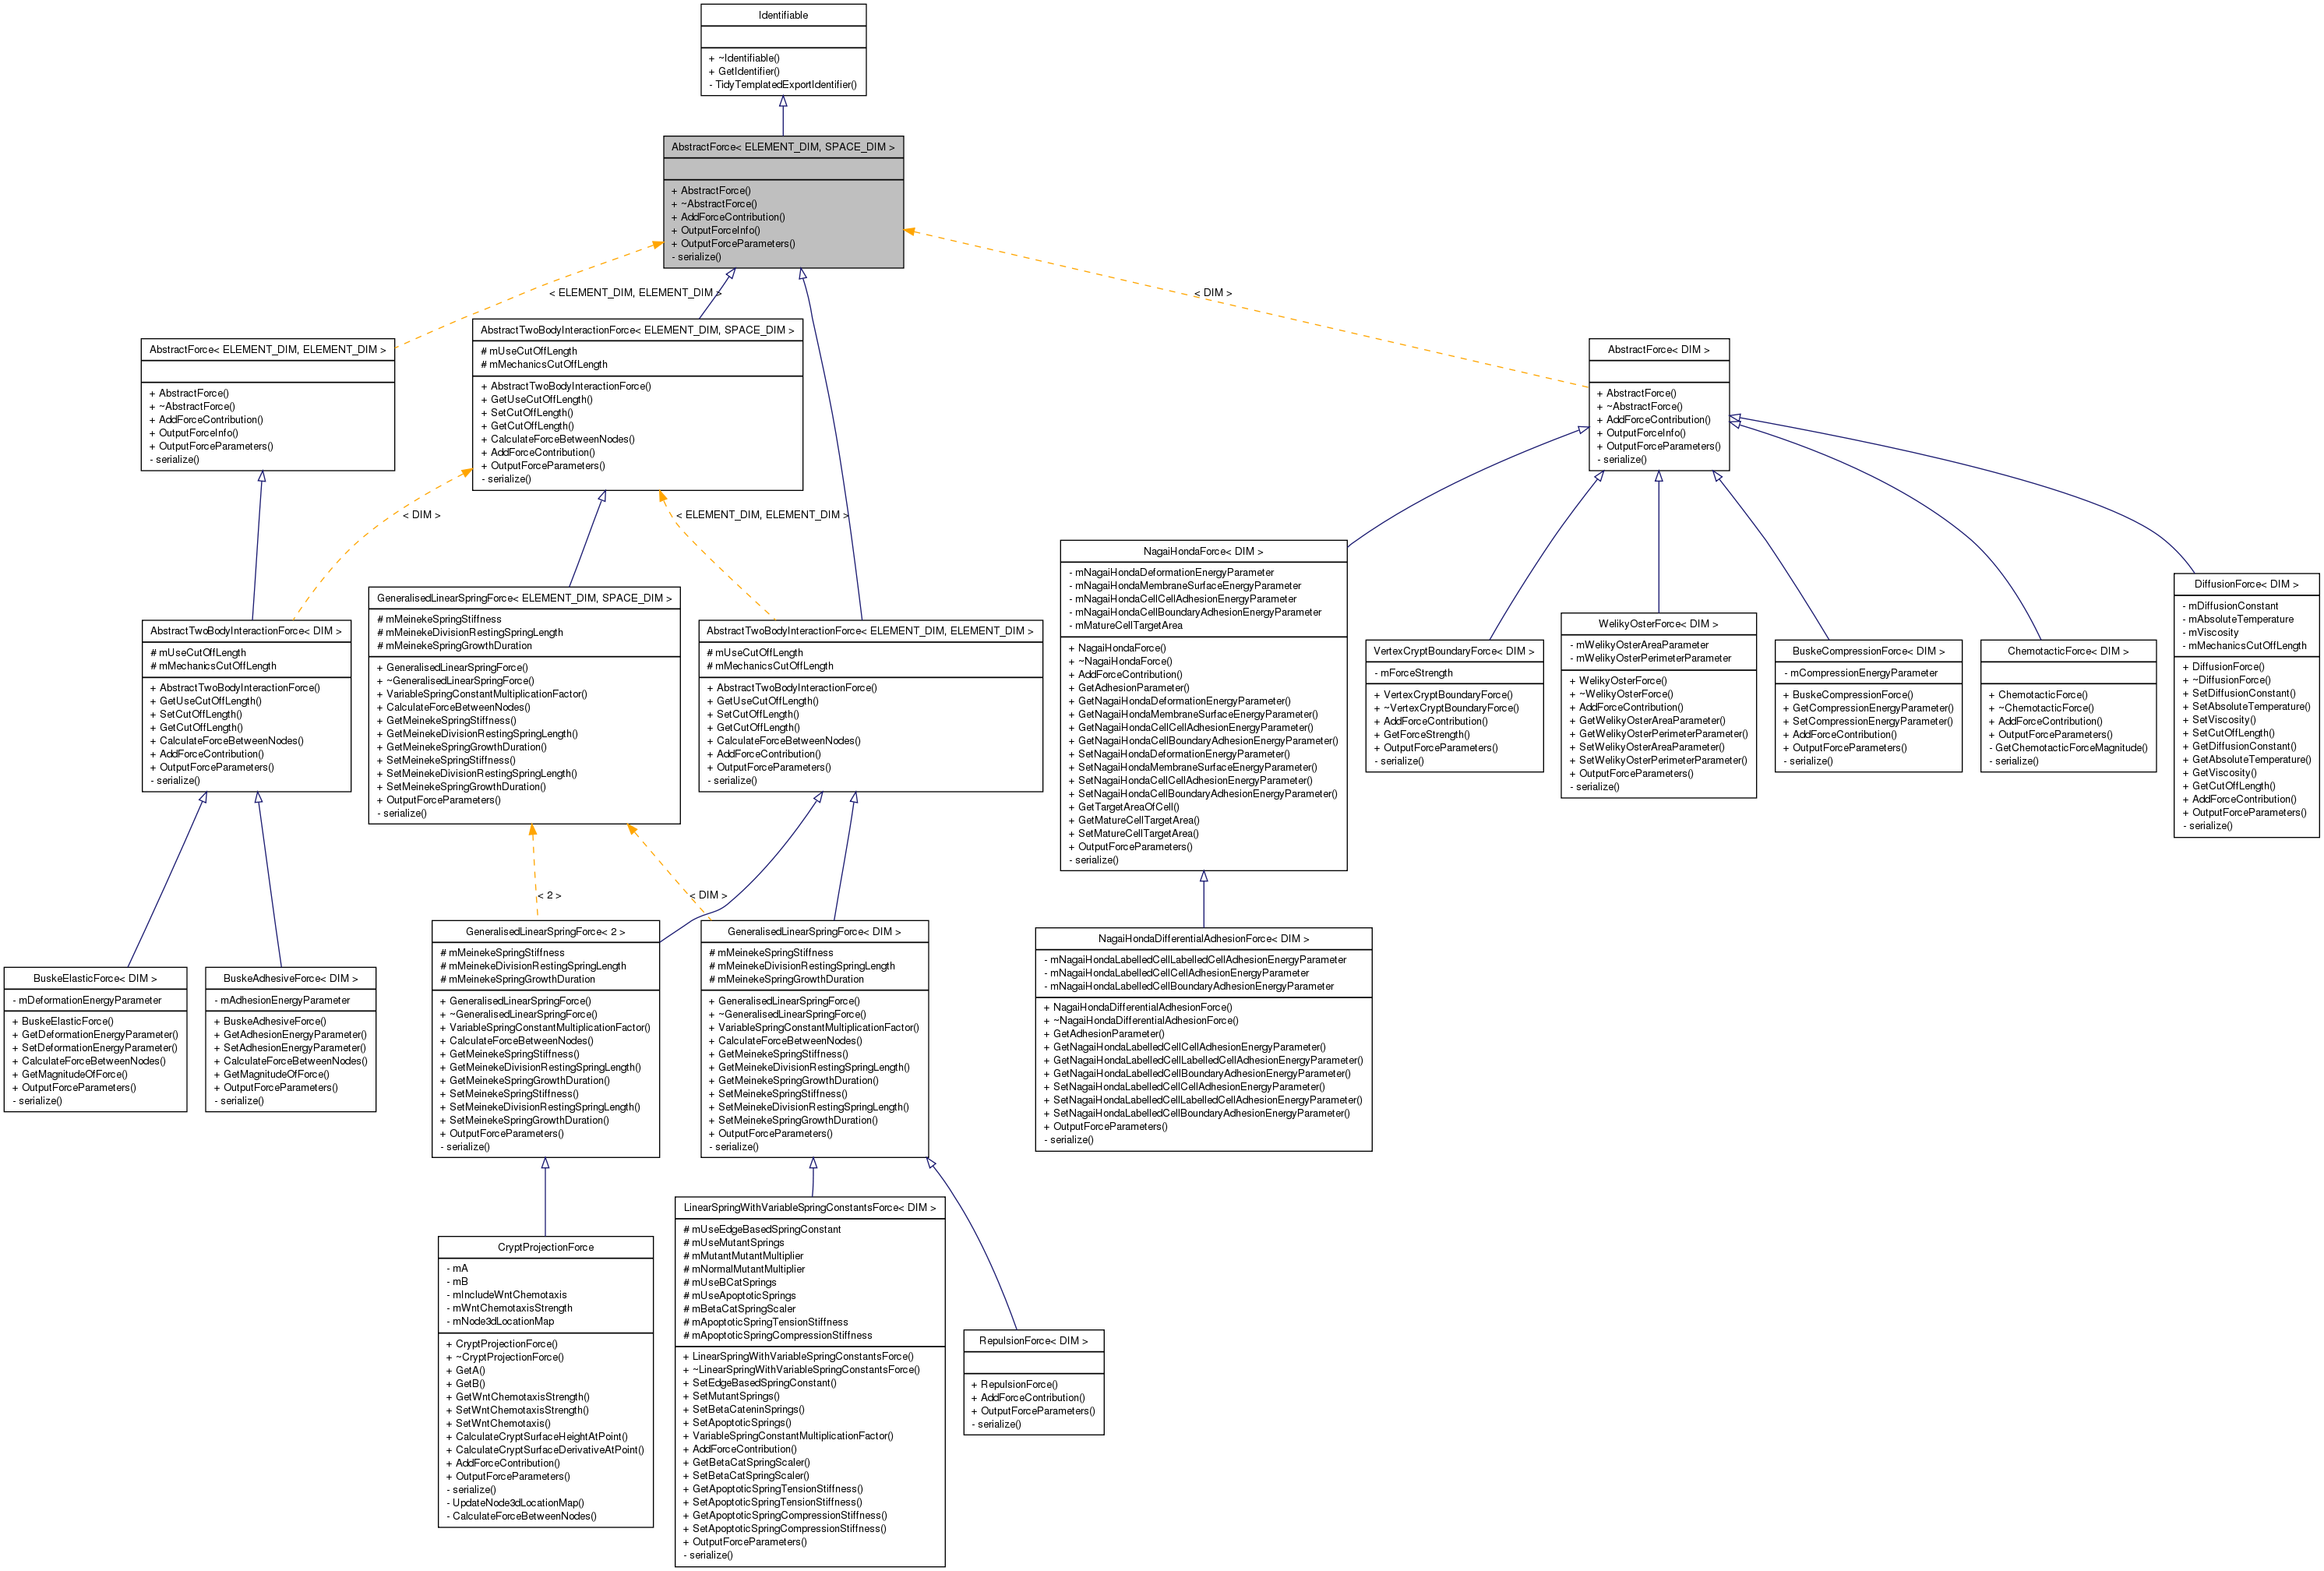 Identifiable
+ ~Identifiable()
+ GetIdentifier()
- TidyTemplatedExportIdentifier()
AbstractForce< ELEMENT_DIM, SPACE_DIM >
+ AbstractForce()
+ ~AbstractForce()
+ AddForceContribution()
+ OutputForceInfo()
+ OutputForceParameters()
- serialize()
< ELEMENT_DIM, ELEMENT_DIM >
< DIM >
AbstractForce< ELEMENT_DIM, ELEMENT_DIM >
+ AbstractForce()
+ ~AbstractForce()
+ AddForceContribution()
+ OutputForceInfo()
+ OutputForceParameters()
- serialize()
AbstractTwoBodyInteractionForce< ELEMENT_DIM, SPACE_DIM >
# mUseCutOffLength
# mMechanicsCutOffLength
+ AbstractTwoBodyInteractionForce()
+ GetUseCutOffLength()
+ SetCutOffLength()
+ GetCutOffLength()
+ CalculateForceBetweenNodes()
+ AddForceContribution()
+ OutputForceParameters()
- serialize()
AbstractForce< DIM >
+ AbstractForce()
+ ~AbstractForce()
+ AddForceContribution()
+ OutputForceInfo()
+ OutputForceParameters()
- serialize()
< DIM >
< ELEMENT_DIM, ELEMENT_DIM >
AbstractTwoBodyInteractionForce< DIM >
# mUseCutOffLength
# mMechanicsCutOffLength
+ AbstractTwoBodyInteractionForce()
+ GetUseCutOffLength()
+ SetCutOffLength()
+ GetCutOffLength()
+ CalculateForceBetweenNodes()
+ AddForceContribution()
+ OutputForceParameters()
- serialize()
GeneralisedLinearSpringForce< ELEMENT_DIM, SPACE_DIM >
# mMeinekeSpringStiffness
# mMeinekeDivisionRestingSpringLength
# mMeinekeSpringGrowthDuration
+ GeneralisedLinearSpringForce()
+ ~GeneralisedLinearSpringForce()
+ VariableSpringConstantMultiplicationFactor()
+ CalculateForceBetweenNodes()
+ GetMeinekeSpringStiffness()
+ GetMeinekeDivisionRestingSpringLength()
+ GetMeinekeSpringGrowthDuration()
+ SetMeinekeSpringStiffness()
+ SetMeinekeDivisionRestingSpringLength()
+ SetMeinekeSpringGrowthDuration()
+ OutputForceParameters()
- serialize()
AbstractTwoBodyInteractionForce< ELEMENT_DIM, ELEMENT_DIM >
# mUseCutOffLength
# mMechanicsCutOffLength
+ AbstractTwoBodyInteractionForce()
+ GetUseCutOffLength()
+ SetCutOffLength()
+ GetCutOffLength()
+ CalculateForceBetweenNodes()
+ AddForceContribution()
+ OutputForceParameters()
- serialize()
NagaiHondaForce< DIM >
- mNagaiHondaDeformationEnergyParameter
- mNagaiHondaMembraneSurfaceEnergyParameter
- mNagaiHondaCellCellAdhesionEnergyParameter
- mNagaiHondaCellBoundaryAdhesionEnergyParameter
- mMatureCellTargetArea
+ NagaiHondaForce()
+ ~NagaiHondaForce()
+ AddForceContribution()
+ GetAdhesionParameter()
+ GetNagaiHondaDeformationEnergyParameter()
+ GetNagaiHondaMembraneSurfaceEnergyParameter()
+ GetNagaiHondaCellCellAdhesionEnergyParameter()
+ GetNagaiHondaCellBoundaryAdhesionEnergyParameter()
+ SetNagaiHondaDeformationEnergyParameter()
+ SetNagaiHondaMembraneSurfaceEnergyParameter()
+ SetNagaiHondaCellCellAdhesionEnergyParameter()
+ SetNagaiHondaCellBoundaryAdhesionEnergyParameter()
+ GetTargetAreaOfCell()
+ GetMatureCellTargetArea()
+ SetMatureCellTargetArea()
+ OutputForceParameters()
- serialize()
VertexCryptBoundaryForce< DIM >
- mForceStrength
+ VertexCryptBoundaryForce()
+ ~VertexCryptBoundaryForce()
+ AddForceContribution()
+ GetForceStrength()
+ OutputForceParameters()
- serialize()
WelikyOsterForce< DIM >
- mWelikyOsterAreaParameter
- mWelikyOsterPerimeterParameter
+ WelikyOsterForce()
+ ~WelikyOsterForce()
+ AddForceContribution()
+ GetWelikyOsterAreaParameter()
+ GetWelikyOsterPerimeterParameter()
+ SetWelikyOsterAreaParameter()
+ SetWelikyOsterPerimeterParameter()
+ OutputForceParameters()
- serialize()
BuskeCompressionForce< DIM >
- mCompressionEnergyParameter
+ BuskeCompressionForce()
+ GetCompressionEnergyParameter()
+ SetCompressionEnergyParameter()
+ AddForceContribution()
+ OutputForceParameters()
- serialize()
ChemotacticForce< DIM >
+ ChemotacticForce()
+ ~ChemotacticForce()
+ AddForceContribution()
+ OutputForceParameters()
- GetChemotacticForceMagnitude()
- serialize()
DiffusionForce< DIM >
- mDiffusionConstant
- mAbsoluteTemperature
- mViscosity
- mMechanicsCutOffLength
+ DiffusionForce()
+ ~DiffusionForce()
+ SetDiffusionConstant()
+ SetAbsoluteTemperature()
+ SetViscosity()
+ SetCutOffLength()
+ GetDiffusionConstant()
+ GetAbsoluteTemperature()
+ GetViscosity()
+ GetCutOffLength()
+ AddForceContribution()
+ OutputForceParameters()
- serialize()
< 2 >
< DIM >
BuskeElasticForce< DIM >
- mDeformationEnergyParameter
+ BuskeElasticForce()
+ GetDeformationEnergyParameter()
+ SetDeformationEnergyParameter()
+ CalculateForceBetweenNodes()
+ GetMagnitudeOfForce()
+ OutputForceParameters()
- serialize()
BuskeAdhesiveForce< DIM >
- mAdhesionEnergyParameter
+ BuskeAdhesiveForce()
+ GetAdhesionEnergyParameter()
+ SetAdhesionEnergyParameter()
+ CalculateForceBetweenNodes()
+ GetMagnitudeOfForce()
+ OutputForceParameters()
- serialize()
GeneralisedLinearSpringForce< 2 >
# mMeinekeSpringStiffness
# mMeinekeDivisionRestingSpringLength
# mMeinekeSpringGrowthDuration
+ GeneralisedLinearSpringForce()
+ ~GeneralisedLinearSpringForce()
+ VariableSpringConstantMultiplicationFactor()
+ CalculateForceBetweenNodes()
+ GetMeinekeSpringStiffness()
+ GetMeinekeDivisionRestingSpringLength()
+ GetMeinekeSpringGrowthDuration()
+ SetMeinekeSpringStiffness()
+ SetMeinekeDivisionRestingSpringLength()
+ SetMeinekeSpringGrowthDuration()
+ OutputForceParameters()
- serialize()
GeneralisedLinearSpringForce< DIM >
# mMeinekeSpringStiffness
# mMeinekeDivisionRestingSpringLength
# mMeinekeSpringGrowthDuration
+ GeneralisedLinearSpringForce()
+ ~GeneralisedLinearSpringForce()
+ VariableSpringConstantMultiplicationFactor()
+ CalculateForceBetweenNodes()
+ GetMeinekeSpringStiffness()
+ GetMeinekeDivisionRestingSpringLength()
+ GetMeinekeSpringGrowthDuration()
+ SetMeinekeSpringStiffness()
+ SetMeinekeDivisionRestingSpringLength()
+ SetMeinekeSpringGrowthDuration()
+ OutputForceParameters()
- serialize()
NagaiHondaDifferentialAdhesionForce< DIM >
- mNagaiHondaLabelledCellLabelledCellAdhesionEnergyParameter
- mNagaiHondaLabelledCellCellAdhesionEnergyParameter
- mNagaiHondaLabelledCellBoundaryAdhesionEnergyParameter
+ NagaiHondaDifferentialAdhesionForce()
+ ~NagaiHondaDifferentialAdhesionForce()
+ GetAdhesionParameter()
+ GetNagaiHondaLabelledCellCellAdhesionEnergyParameter()
+ GetNagaiHondaLabelledCellLabelledCellAdhesionEnergyParameter()
+ GetNagaiHondaLabelledCellBoundaryAdhesionEnergyParameter()
+ SetNagaiHondaLabelledCellCellAdhesionEnergyParameter()
+ SetNagaiHondaLabelledCellLabelledCellAdhesionEnergyParameter()
+ SetNagaiHondaLabelledCellBoundaryAdhesionEnergyParameter()
+ OutputForceParameters()
- serialize()
CryptProjectionForce
- mA
- mB
- mIncludeWntChemotaxis
- mWntChemotaxisStrength
- mNode3dLocationMap
+ CryptProjectionForce()
+ ~CryptProjectionForce()
+ GetA()
+ GetB()
+ GetWntChemotaxisStrength()
+ SetWntChemotaxisStrength()
+ SetWntChemotaxis()
+ CalculateCryptSurfaceHeightAtPoint()
+ CalculateCryptSurfaceDerivativeAtPoint()
+ AddForceContribution()
+ OutputForceParameters()
- serialize()
- UpdateNode3dLocationMap()
- CalculateForceBetweenNodes()
LinearSpringWithVariableSpringConstantsForce< DIM >
# mUseEdgeBasedSpringConstant
# mUseMutantSprings
# mMutantMutantMultiplier
# mNormalMutantMultiplier
# mUseBCatSprings
# mUseApoptoticSprings
# mBetaCatSpringScaler
# mApoptoticSpringTensionStiffness
# mApoptoticSpringCompressionStiffness
+ LinearSpringWithVariableSpringConstantsForce()
+ ~LinearSpringWithVariableSpringConstantsForce()
+ SetEdgeBasedSpringConstant()
+ SetMutantSprings()
+ SetBetaCateninSprings()
+ SetApoptoticSprings()
+ VariableSpringConstantMultiplicationFactor()
+ AddForceContribution()
+ GetBetaCatSpringScaler()
+ SetBetaCatSpringScaler()
+ GetApoptoticSpringTensionStiffness()
+ SetApoptoticSpringTensionStiffness()
+ GetApoptoticSpringCompressionStiffness()
+ SetApoptoticSpringCompressionStiffness()
+ OutputForceParameters()
- serialize()
RepulsionForce< DIM >
+ RepulsionForce()
+ AddForceContribution()
+ OutputForceParameters()
- serialize()